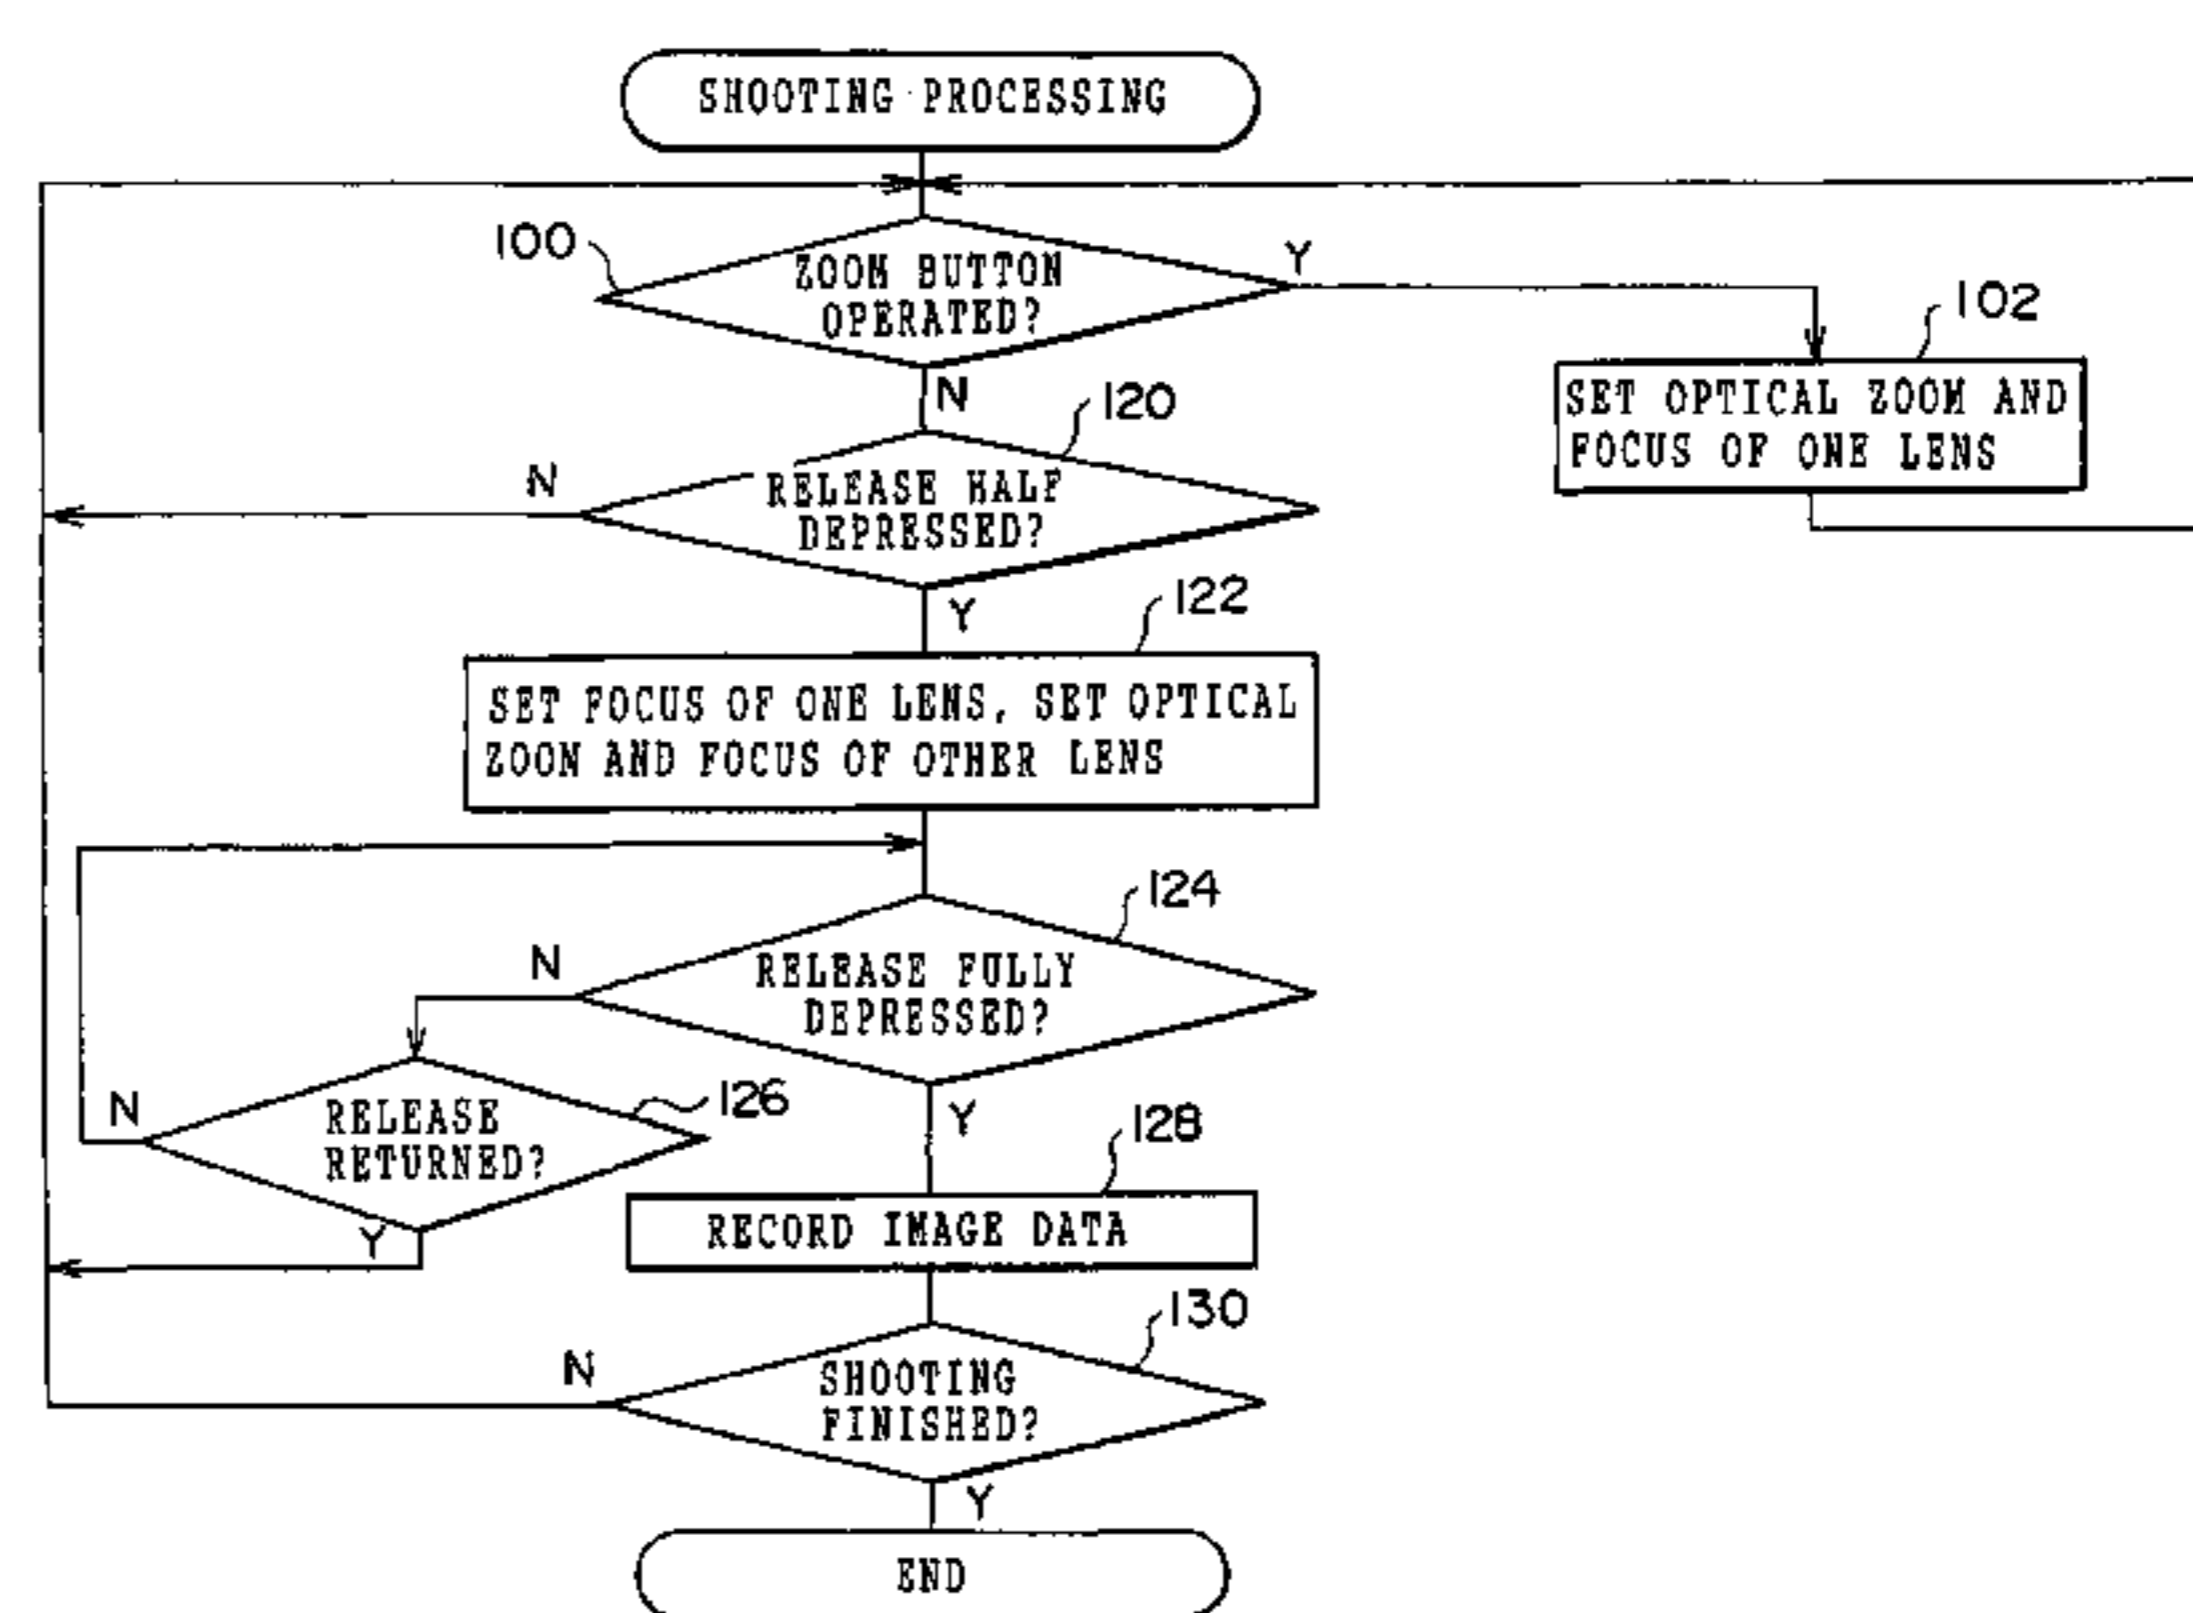 SHOOTING PROCESSING
100
ZOOM BUTTON
OPERATED?
Y
N
102
SET OPTICAL ZOOM AND
FOCUS OF ONE LENS
120
RELEASE HALF
DEPRESSED?
N
Y
122
SET FOCUS OF ONE LENS, SET OPTICAL
ZOOM AND FOCUS OF OTHER LENS
124
RELEASE FULLY
DEPRESSED?
N
Y
126
RELEASE
RETURNED?
N
Y
128
RECORD IMAGE DATA
130
SHOOTING
FINISHED?
N
Y
END